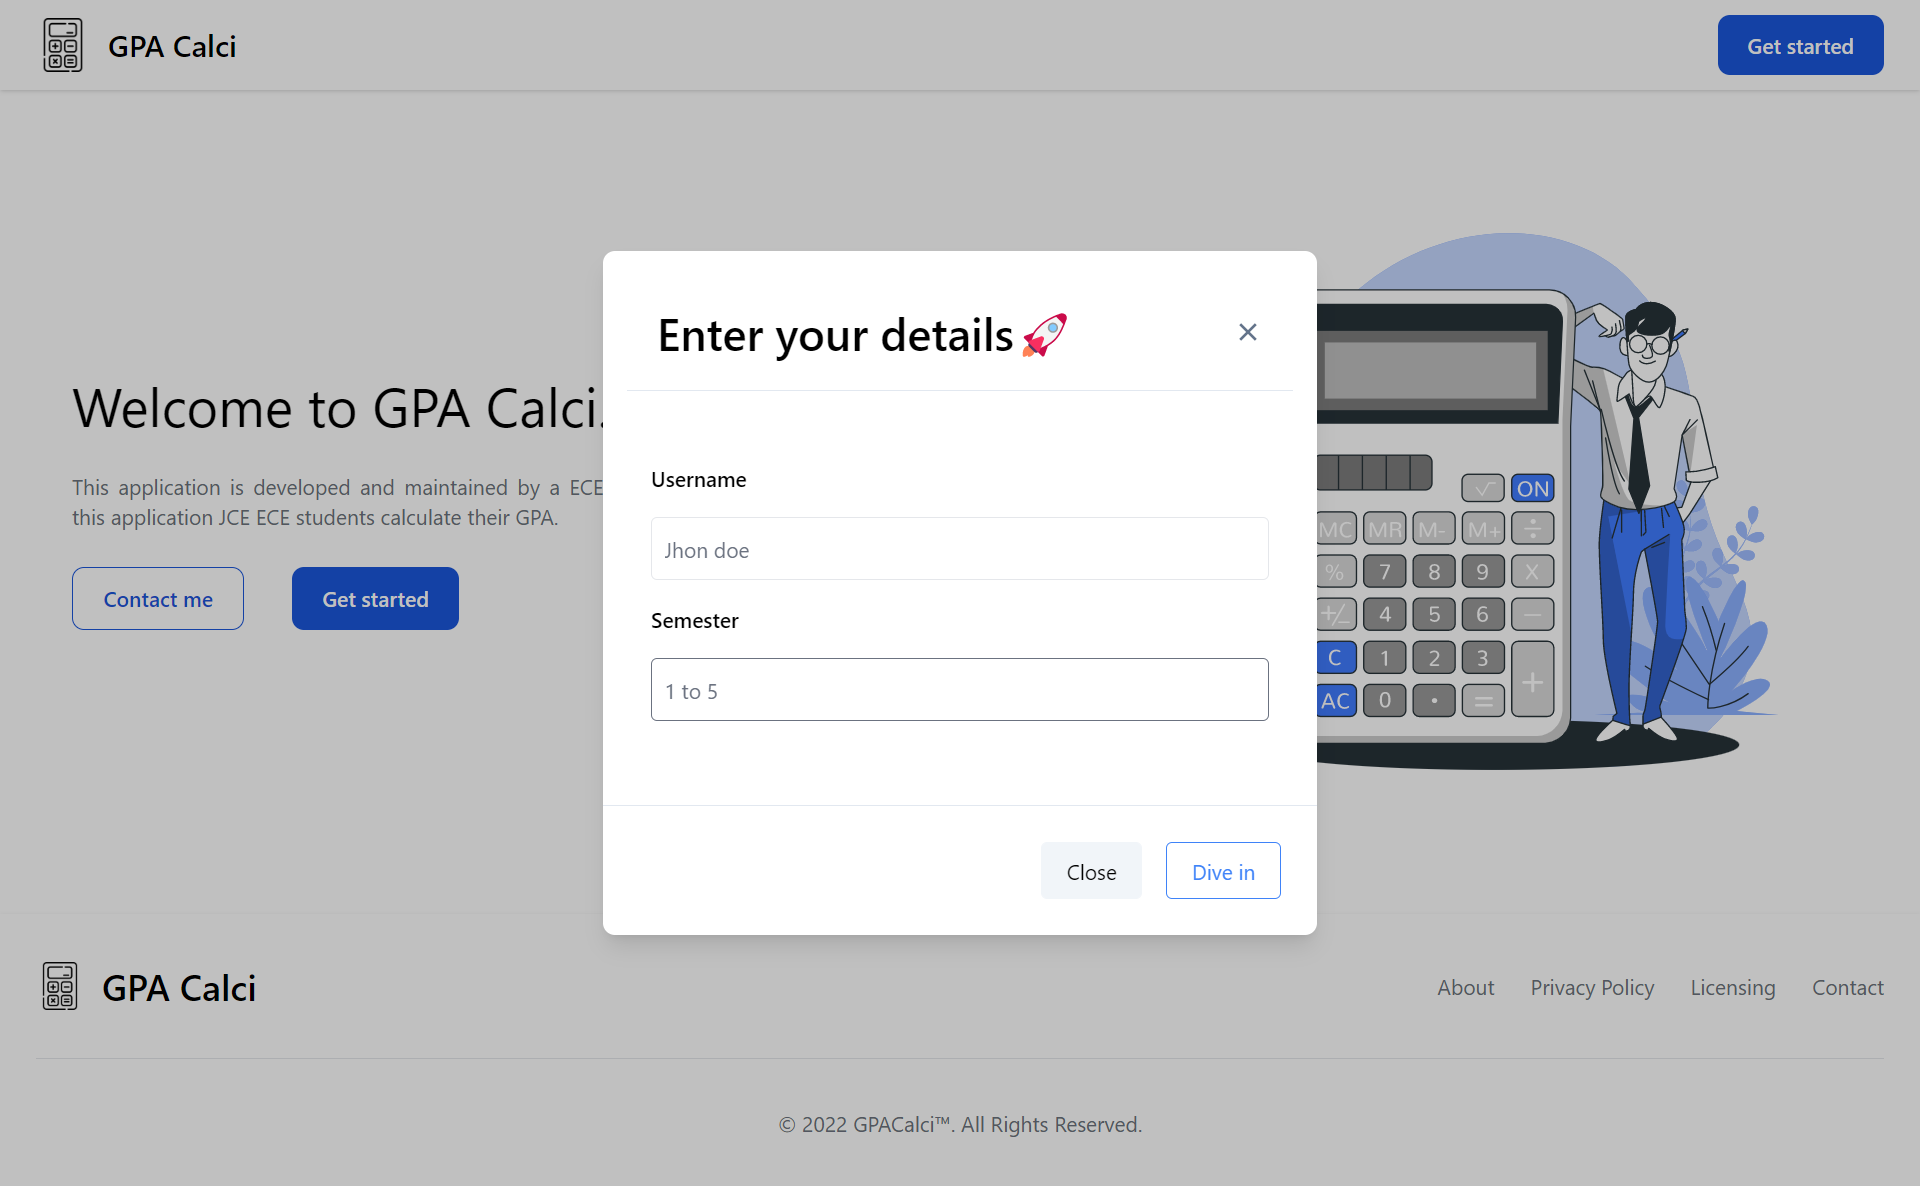 GPA Calci
Get started
Enter your details
Welcome to GPA Calci.
This application is developed and maintained by a ECE
this application JCE ECE students calculate their GPA.
Contact me
Get started
Username
Jhon doe
Semester
1 to 5
Close
Dive in
√ ON
MC MR M- M+ ÷
% 7 8 9 X
+/_ 4 5 6 −
C 1 2 3 +
AC 0 • =
GPA Calci
About Privacy Policy Licensing Contact
© 2022 GPACalci™. All Rights Reserved.